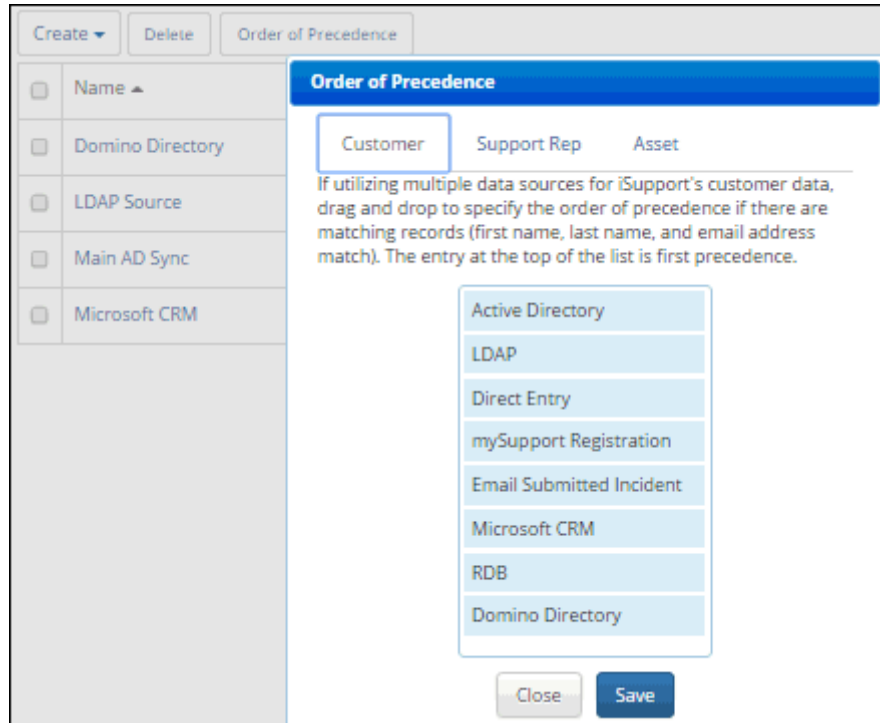 Create
Delete
Order of Precedence
Name
Domino Directory
LDAP Source
Main AD Sync
Microsoft CRM
Order of Precedence
Customer
Support Rep
Asset
If utilizing multiple data sources for iSupport's customer data,
drag and drop to specify the order of precedence if there are
matching records (first name, last name, and email address
match). The entry at the top of the list is first precedence.
Active Directory
LDAP
Direct Entry
mySupport Registration
Email Submitted Incident
Microsoft CRM
RDB
Domino Directory
Close
Save